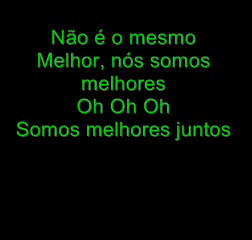 Não é o mesmo
Melhor, nós somos
melhores
Oh Oh Oh
Somos melhores juntos